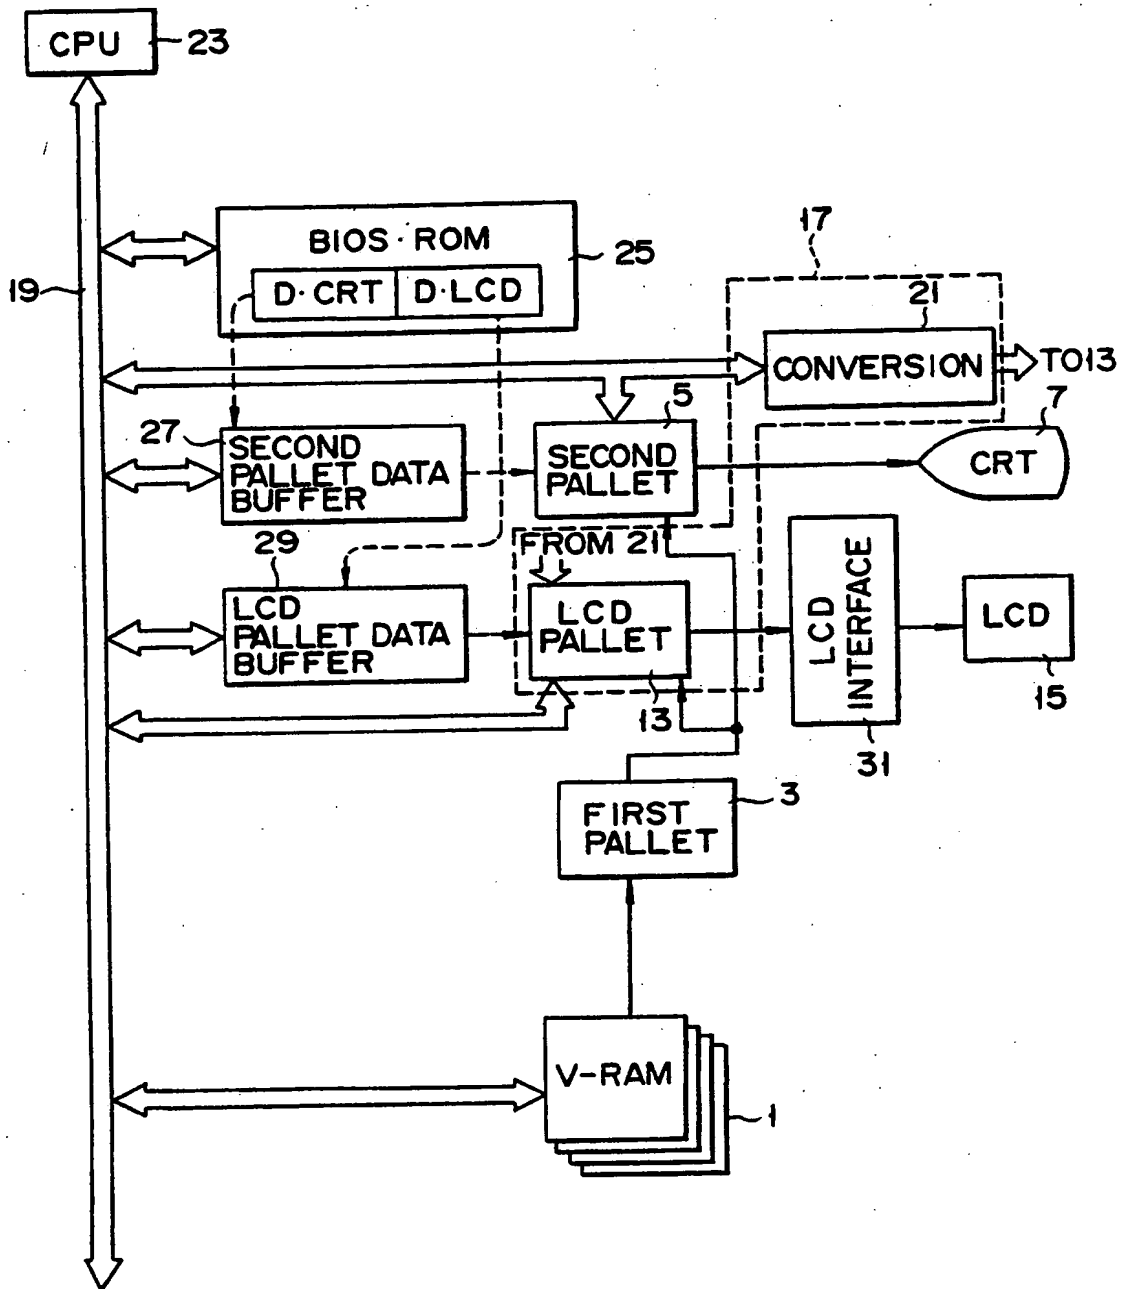 CPU
23
17
BIOS·ROM
25
D·CRT
D·LCD
19
21
CONVERSION
TO13
5
7
27
SECOND
PALLET DATA
BUFFER
SECOND
PALLET
CRT
FROM 21
29
LCD
PALLET DATA
BUFFER
LCD
PALLET
LCD
INTERFACE
LCD
13
15
31
3
FIRST
PALLET
V-RAM
1